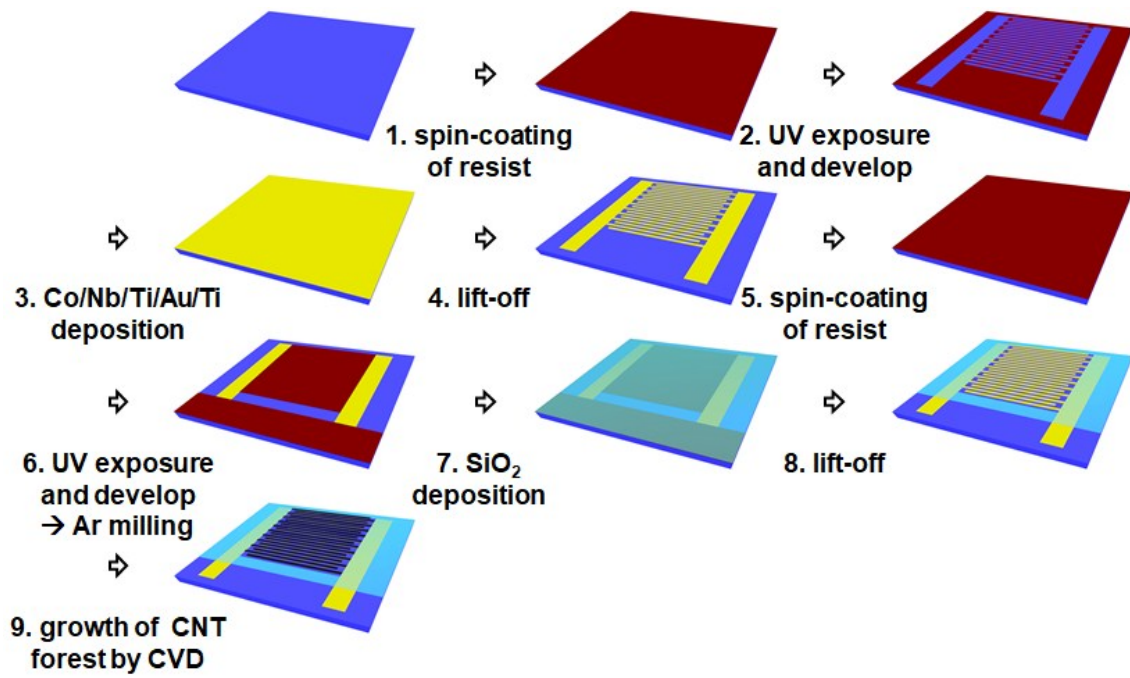 1. spin-coating
of resist
2. UV exposure
and develop
3. Co/Nb/Ti/Au/Ti
deposition
4. lift-off
5. spin-coating
of resist
6. UV exposure
and develop
→ Ar milling
7. SiO₂
deposition
8. lift-off
9. growth of CNT
forest by CVD